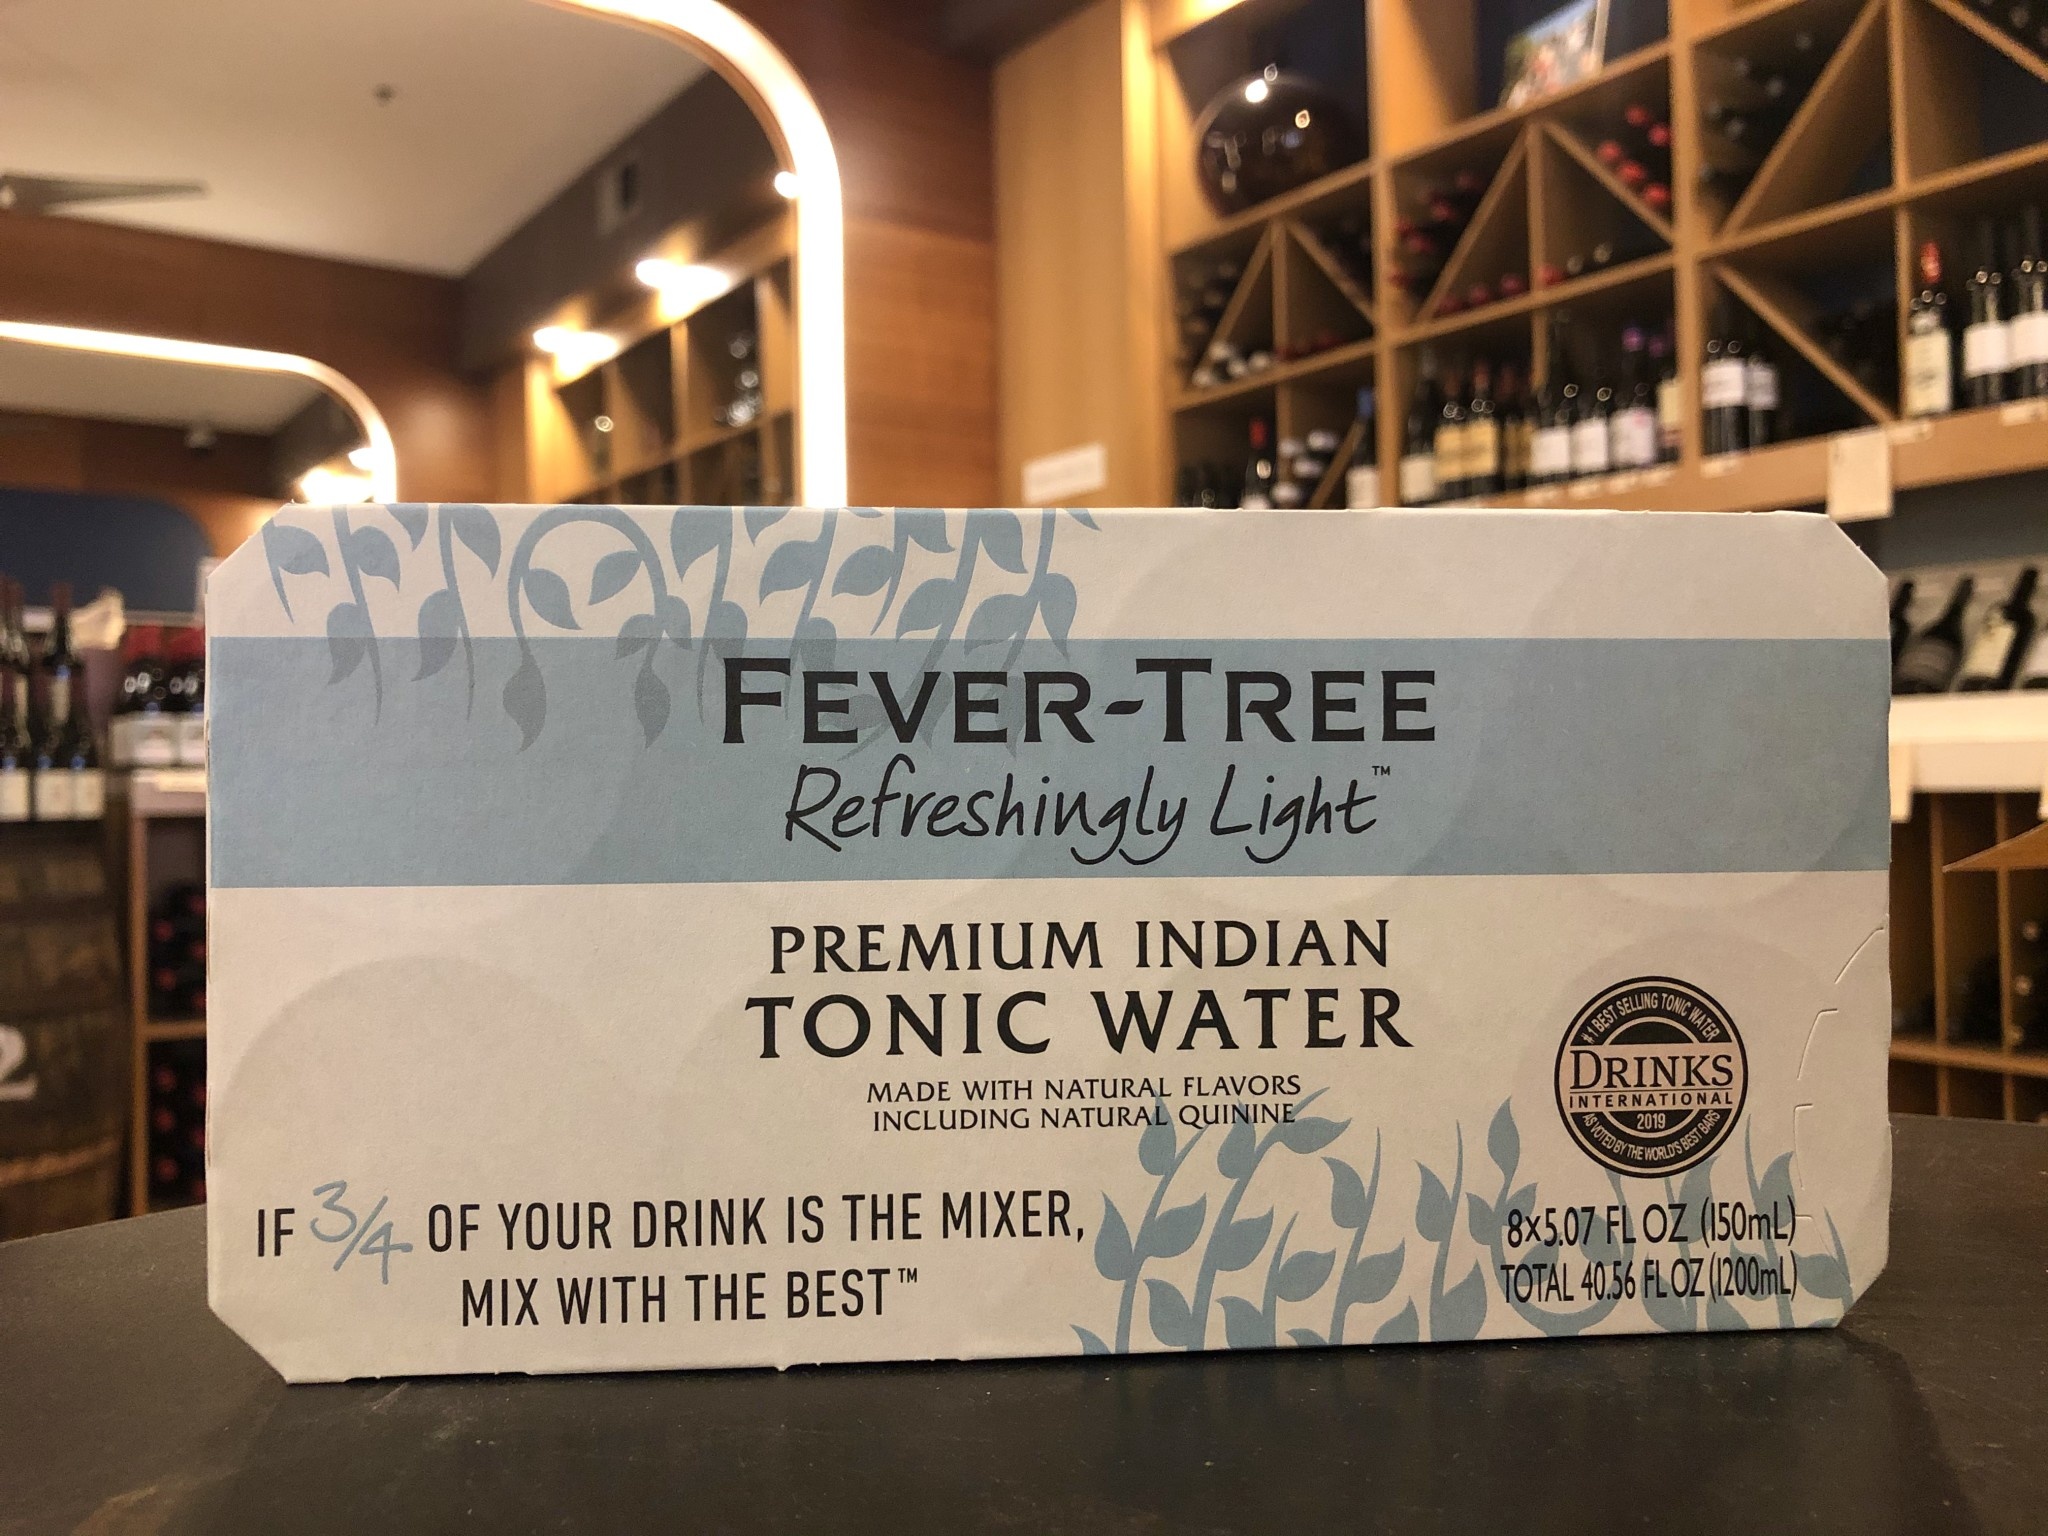 FEVER-TREE
Refreshingly Light™
PREMIUM INDIAN
TONIC WATER
MADE WITH NATURAL FLAVORS
INCLUDING NATURAL QUININE
IF 3/4 OF YOUR DRINK IS THE MIXER,
MIX WITH THE BEST™
#1 BEST SELLING TONIC WATER
DRINKS
INTERNATIONAL
2019
AS VOTED BY THE WORLD'S BEST BARS
8x5.07 FL OZ (150mL)
TOTAL 40.56 FL OZ (1200mL)
2